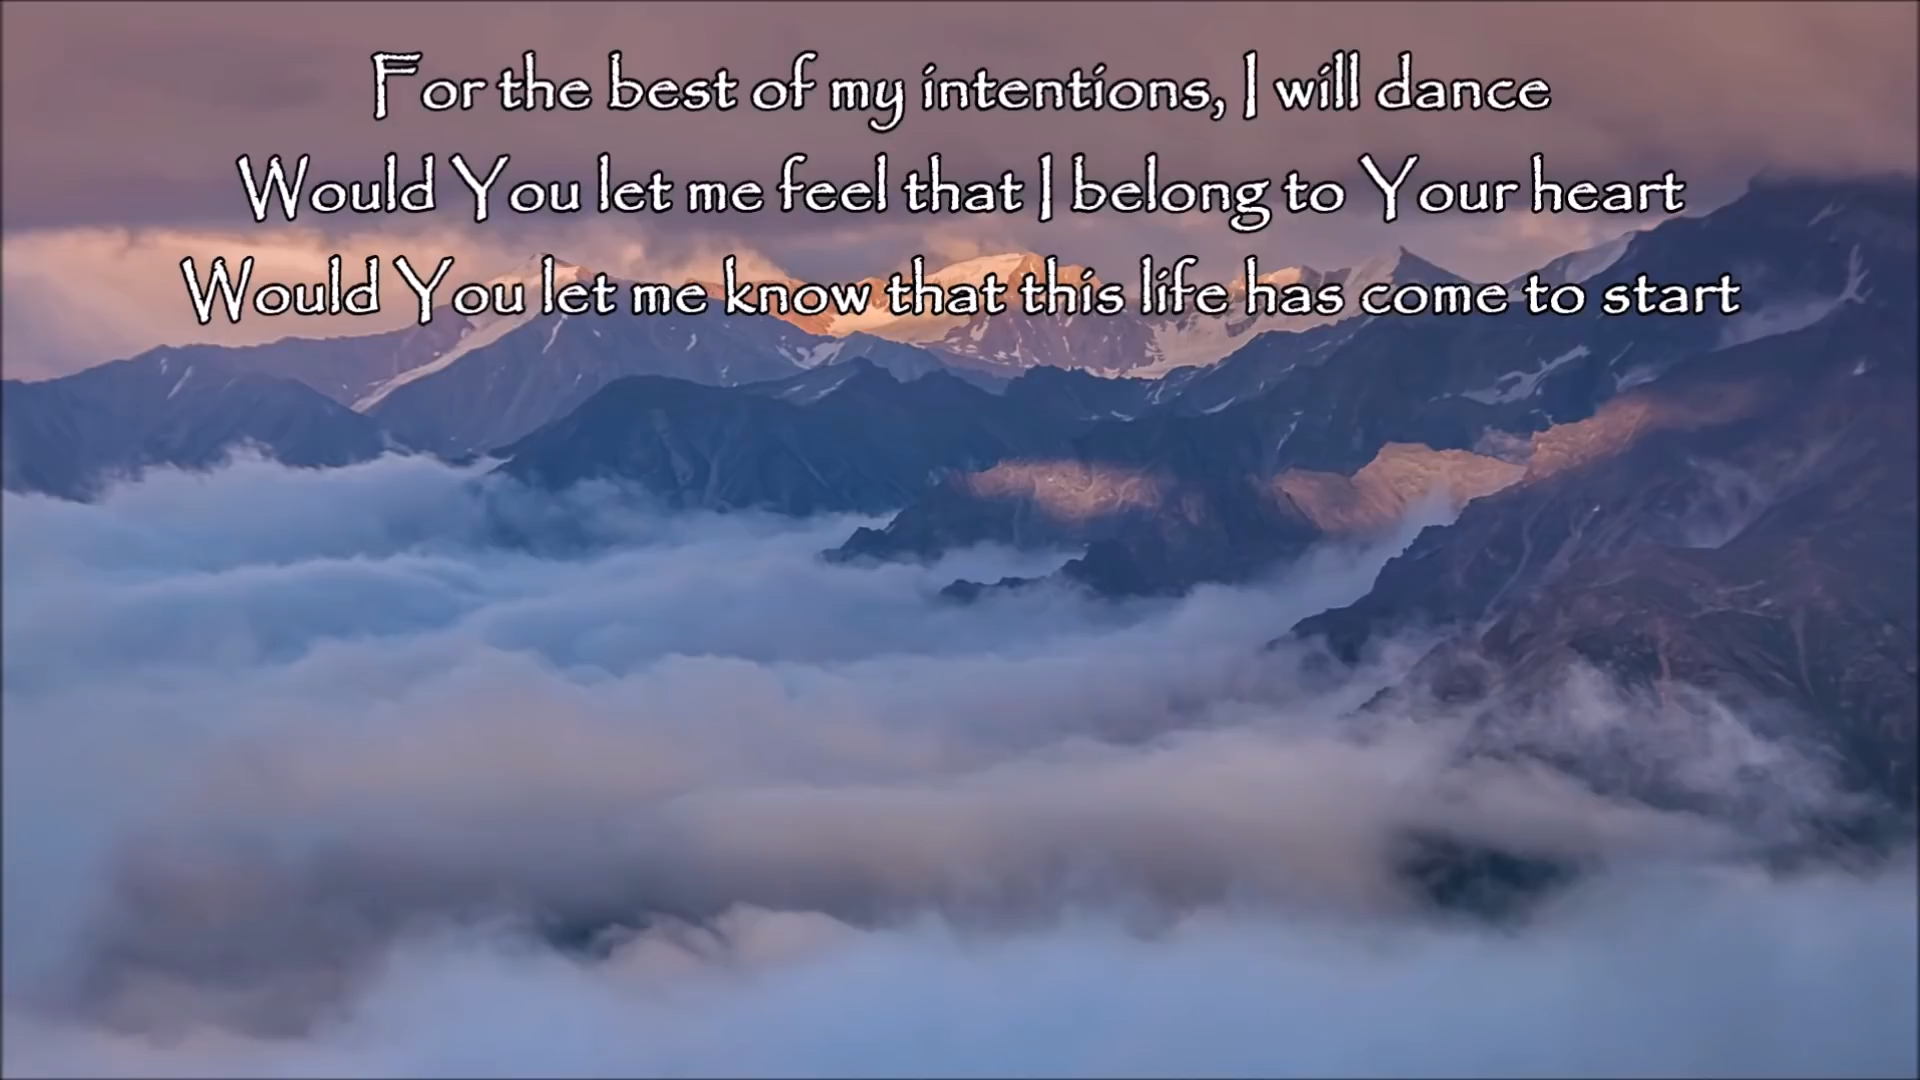 For the best of my intentions, I will dance
Would You let me feel that I belong to Your heart
Would You let me know that this life has come to start